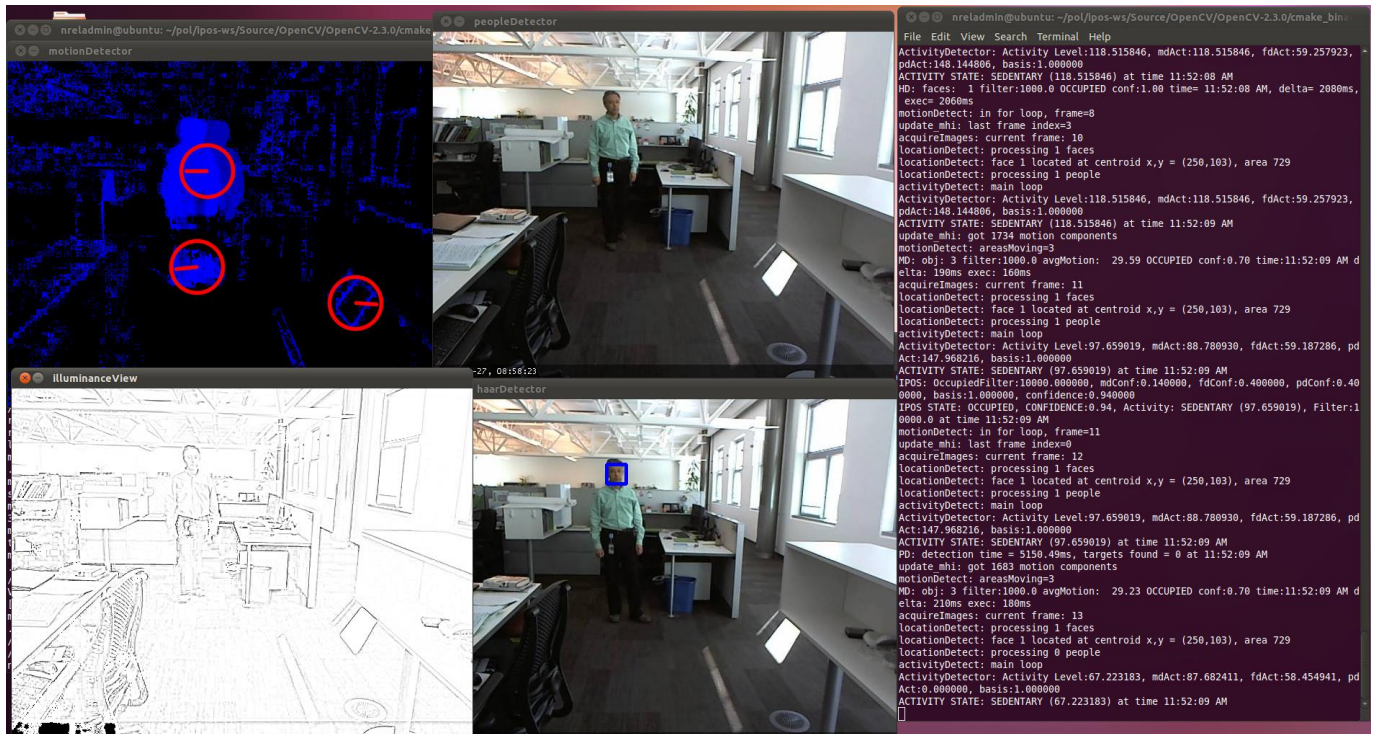 nreladmin@ubuntu: ~/pol/ipos-ws/Source/OpenCV/OpenCV-2.3.0/cmake
motionDetector
peopleDetector
-27, 08:58:23
illuminanceView
haarDetector
nreladmin@ubuntu: ~/pol/ipos-ws/Source/OpenCV/OpenCV-2.3.0/cmake_bina
File Edit View Search Terminal Help
ActivityDetector: Activity Level:118.515846, mdAct:118.515846, fdAct:59.257923,
pdAct:148.144806, basis:1.000000
ACTIVITY STATE: SEDENTARY (118.515846) at time 11:52:08 AM
HD: faces:  1 filter:1000.0 OCCUPIED conf:1.00 time= 11:52:08 AM, delta= 2080ms,
 exec= 2060ms
motionDetector: in for loop, frame=8
update_mhi: last frame index=3
acquireImages: current frame: 10
locationDetect: processing 1 faces
locationDetect: face 1 located at centroid x,y = (250,103), area 729
locationDetect: processing 1 people
activityDetect: main loop
ActivityDetector: Activity Level:118.515846, mdAct:118.515846, fdAct:59.257923,
pdAct:148.144806, basis:1.000000
ACTIVITY STATE: SEDENTARY (118.515846) at time 11:52:09 AM
update_mhi: got 1734 motion components
motionDetect: areasMoving=3
MD: obj: 3 filter:1000.0 avgMotion:  29.59 OCCUPIED conf:0.70 time:11:52:09 AM d
elta: 190ms exec: 160ms
acquireImages: current frame: 11
locationDetect: processing 1 faces
locationDetect: face 1 located at centroid x,y = (250,103), area 729
locationDetect: processing 1 people
activityDetect: main loop
ActivityDetector: Activity Level:97.659019, mdAct:88.780930, fdAct:59.187286, pd
Act:147.968216, basis:1.000000
ACTIVITY STATE: SEDENTARY (97.659019) at time 11:52:09 AM
IPOS: OccupiedFilter:10000.000000, mdConf:0.140000, fdConf:0.400000, pdConf:0.40
0000, basis:1.000000, confidence:0.940000
IPOS STATE: OCCUPIED, CONFIDENCE:0.94, Activity: SEDENTARY (97.659019), Filter:1
0000.0 at time 11:52:09 AM
motionDetect: in for loop, frame=11
update_mhi: last frame index=0
acquireImages: current frame: 12
locationDetect: processing 1 faces
locationDetect: face 1 located at centroid x,y = (250,103), area 729
locationDetect: processing 1 people
activityDetect: main loop
ActivityDetector: Activity Level:97.659019, mdAct:88.780930, fdAct:59.187286, pd
Act:147.968216, basis:1.000000
ACTIVITY STATE: SEDENTARY (97.659019) at time 11:52:09 AM
PD: detection time = 5150.49ms, targets found = 0 at 11:52:09 AM
update_mhi: got 1683 motion components
motionDetect: areasMoving=3
MD: obj: 3 filter:1000.0 avgMotion:  29.23 OCCUPIED conf:0.70 time:11:52:09 AM d
elta: 210ms exec: 180ms
acquireImages: current frame: 13
locationDetect: processing 1 faces
locationDetect: face 1 located at centroid x,y = (250,103), area 729
locationDetect: processing 0 people
activityDetect: main loop
ActivityDetector: Activity Level:67.223183, mdAct:87.682411, fdAct:58.454941, pd
Act:0.000000, basis:1.000000
ACTIVITY STATE: SEDENTARY (67.223183) at time 11:52:09 AM